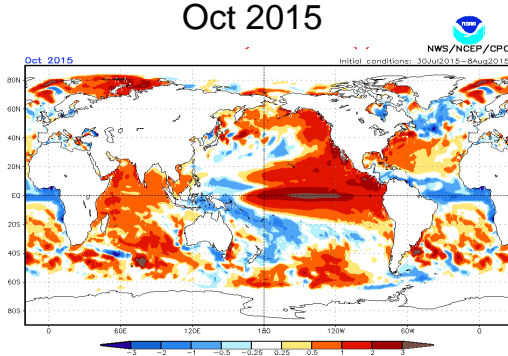 Oct 2015
NOAA
NWS/NCEP/CPC
Oct 2015 Initial conditions: 30Jul2015-8Aug2015
80N
60N
40N
20N
EQ
20S
40S
60S
80S
0 60E 120E 180 120W 60W 0
-3 -2 -1 -0.5 -0.25 0.25 0.5 1 2 3